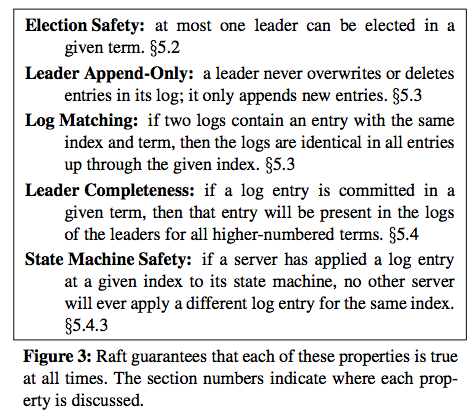 Election Safety: at most one leader can be elected in a
given term. §5.2
Leader Append-Only: a leader never overwrites or deletes
entries in its log; it only appends new entries. §5.3
Log Matching: if two logs contain an entry with the same
index and term, then the logs are identical in all entries
up through the given index. §5.3
Leader Completeness: if a log entry is committed in a
given term, then that entry will be present in the logs
of the leaders for all higher-numbered terms. §5.4
State Machine Safety: if a server has applied a log entry
at a given index to its state machine, no other server
will ever apply a different log entry for the same index.
§5.4.3
Figure 3: Raft guarantees that each of these properties is true
at all times. The section numbers indicate where each prop-
erty is discussed.